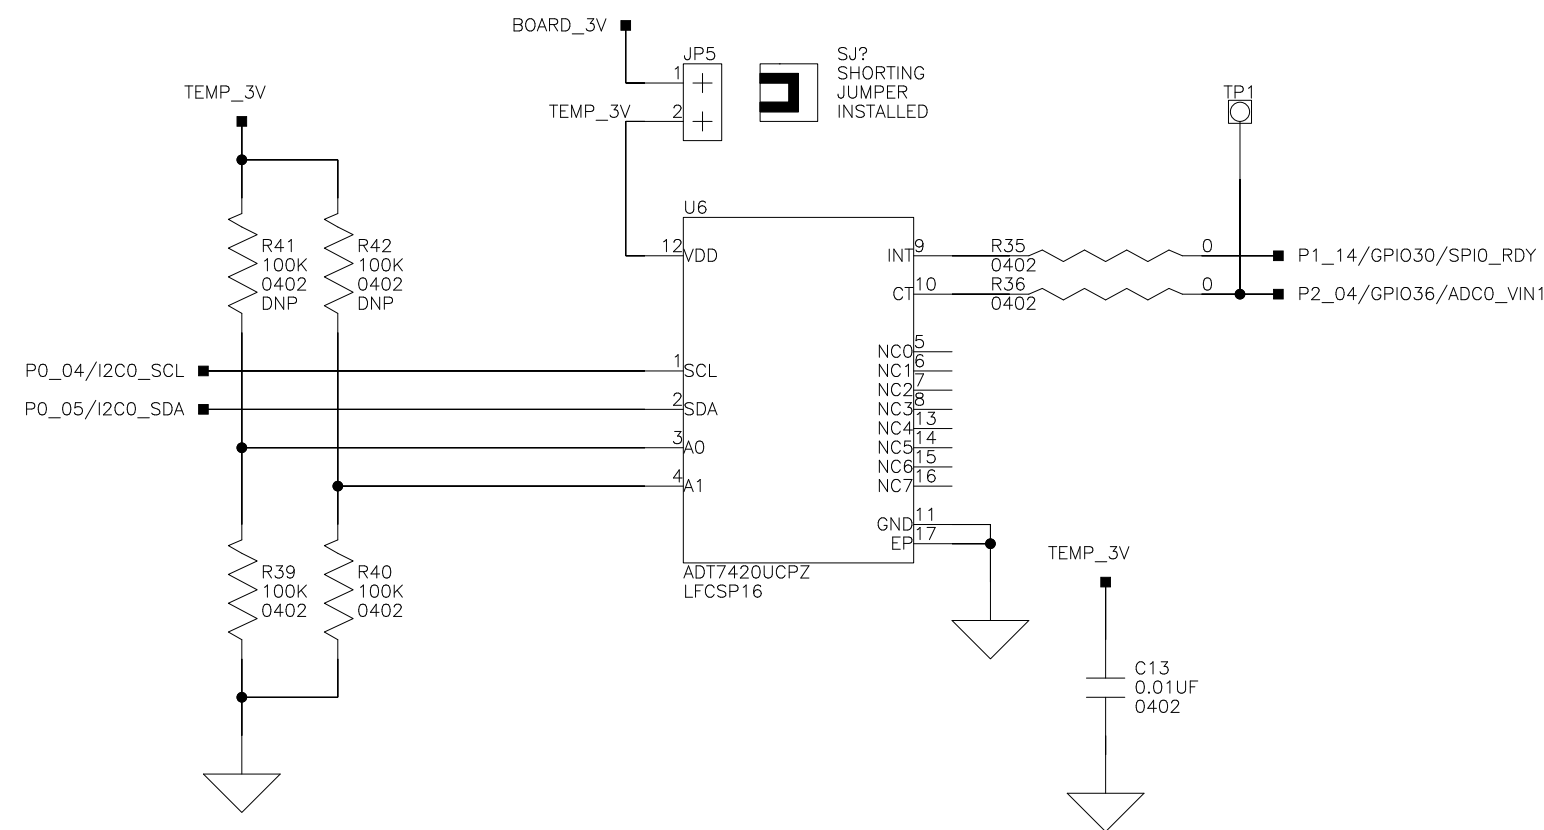 BOARD_3V
JP5
1
2
SJ?
SHORTING
JUMPER
INSTALLED
TEMP_3V
TEMP_3V
TP1
U6
R41
100K
0402
DNP
R42
100K
0402
DNP
12 VDD
INT 9
CT 10
R35
0402
0
P1_14/GPIO30/SPI0_RDY
R36
0402
0
P2_04/GPIO36/ADC0_VIN1
P0_04/I2C0_SCL
1 SCL
P0_05/I2C0_SDA
2 SDA
3 A0
4 A1
NC0 5
NC1 6
NC2 7
NC3 8
NC4 13
NC5 14
NC6 15
NC7 16
GND 11
EP 17
ADT7420UCPZ
LFCSP16
R39
100K
0402
R40
100K
0402
TEMP_3V
C13
0.01UF
0402